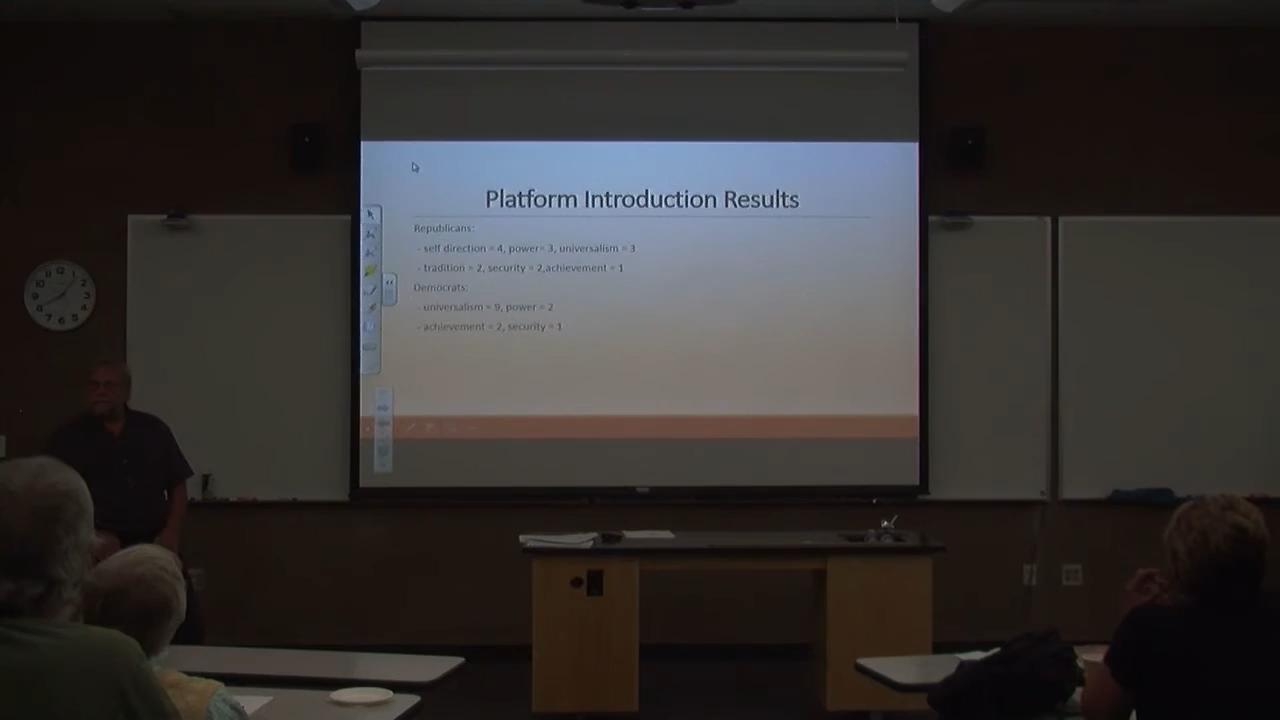 Platform Introduction Results
Republicans:
- self direction = 4, power= 3, universalism = 3
- tradition = 2, security = 2,achievement = 1
Democrats:
- universalism = 9, power = 2
- achievement = 2, security = 1